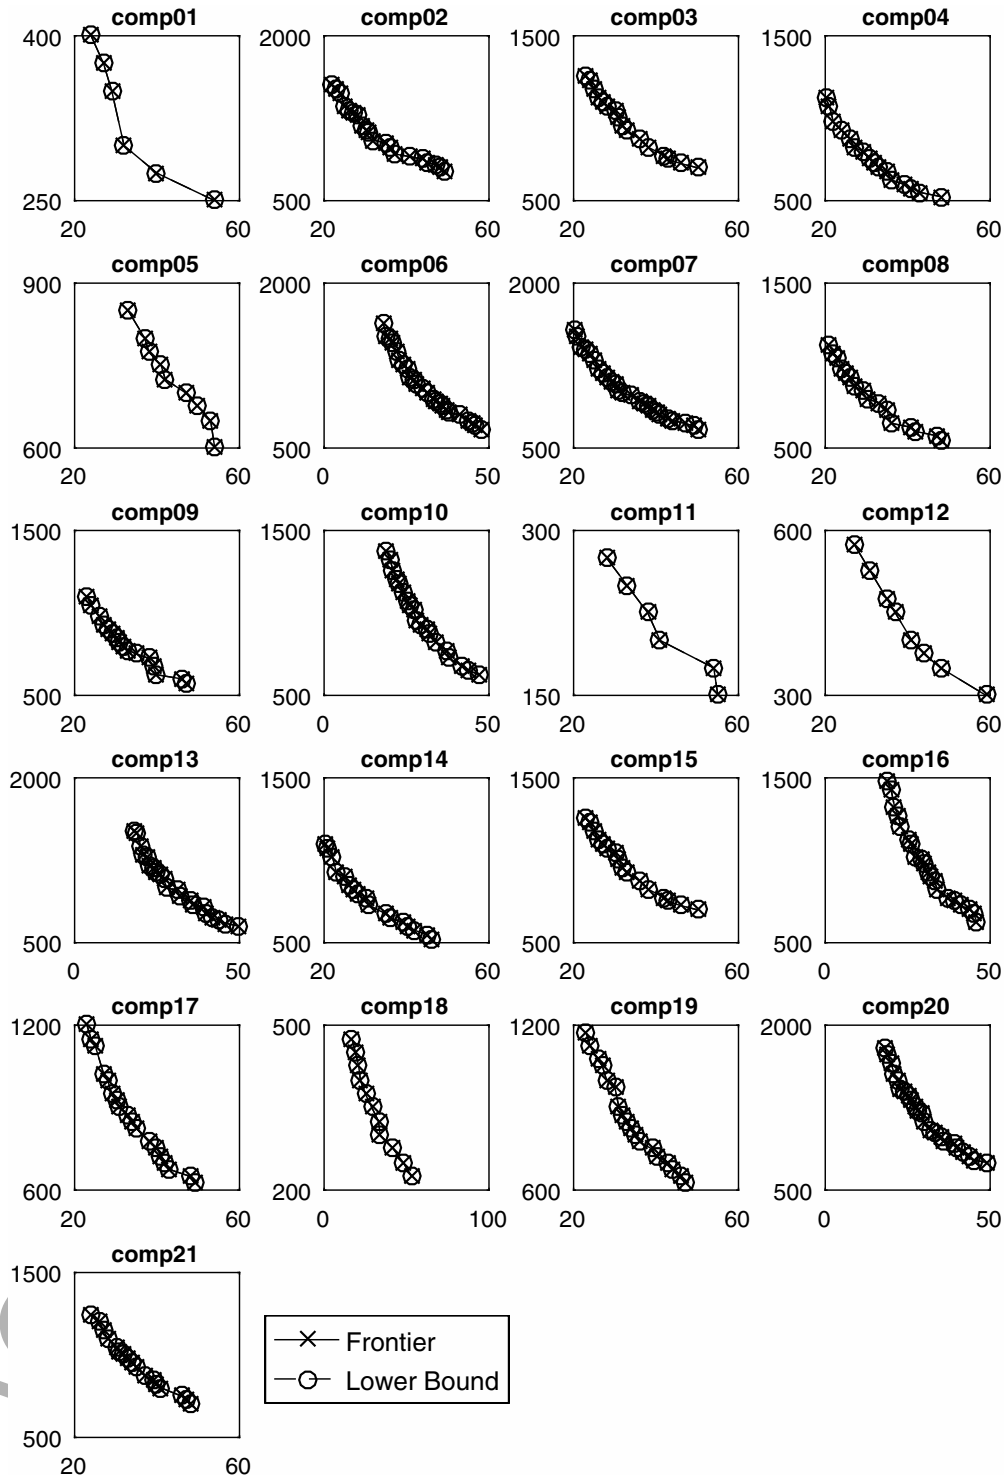 comp01 comp02 comp03 comp04
400 2000 1500 1500
250 500 500 500
20 60 20 60 20 60 20 60
comp05 comp06 comp07 comp08
900 2000 2000 1500
600 500 500 500
20 60 0 50 20 60 20 60
comp09 comp10 comp11 comp12
1500 1500 300 600
500 500 150 300
20 60 0 50 20 60 20 60
comp13 comp14 comp15 comp16
2000 1500 1500 1500
500 500 500 500
0 50 20 60 20 60 0 50
comp17 comp18 comp19 comp20
1200 500 1200 2000
600 200 600 500
20 60 0 100 20 60 0 50
comp21
1500
Frontier
Lower Bound
500
20 60